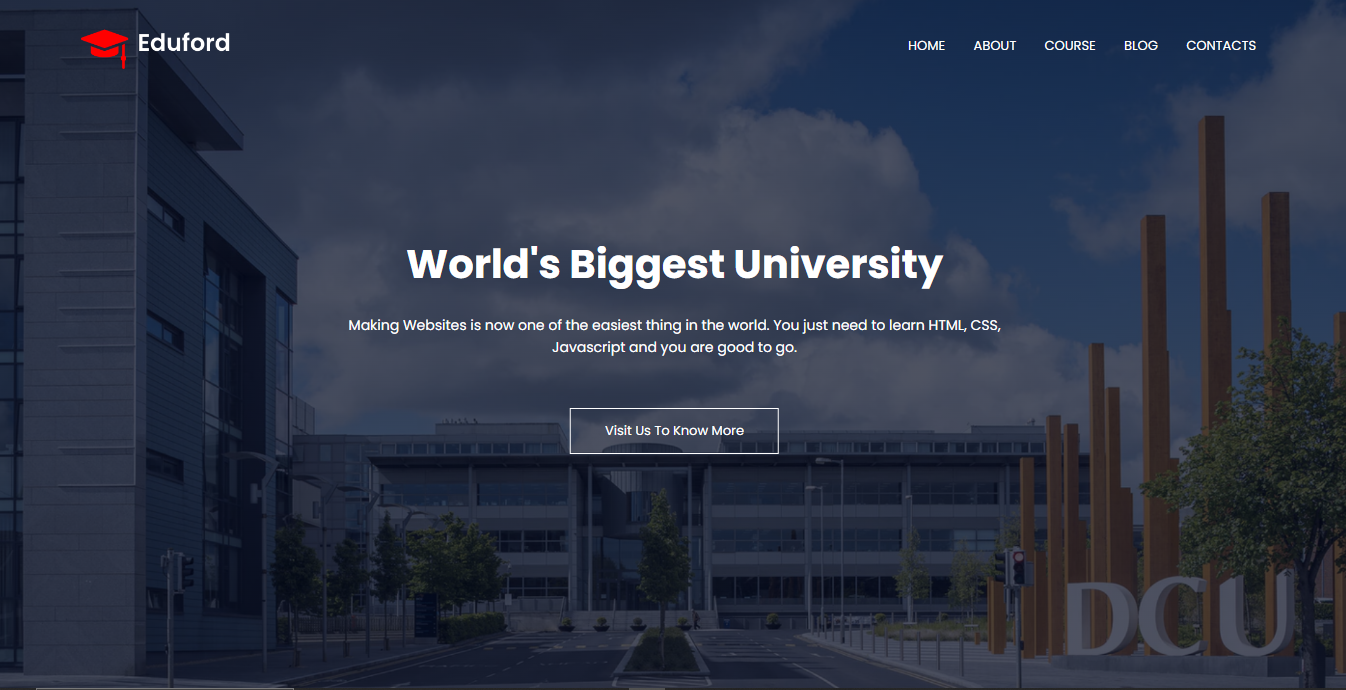 Eduford
HOME ABOUT COURSE BLOG CONTACTS
World's Biggest University
Making Websites is now one of the easiest thing in the world. You just need to learn HTML, CSS,
Javascript and you are good to go.
Visit Us To Know More
DCU